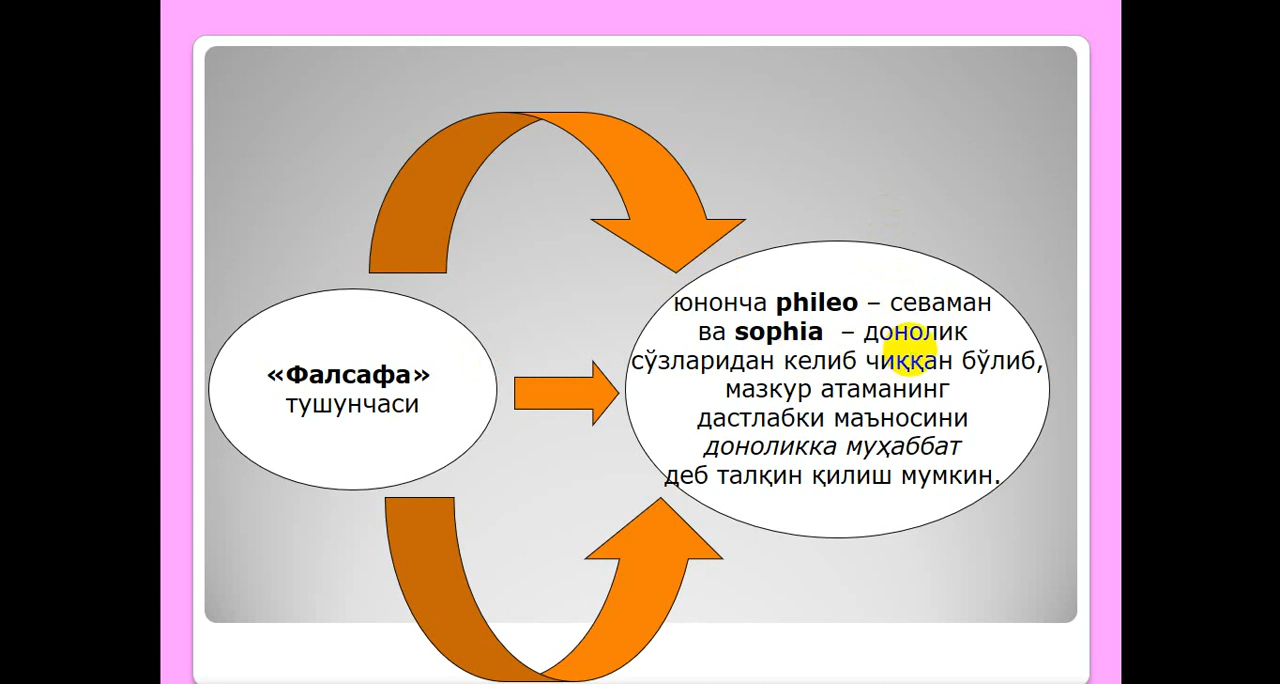 «Фалсафа»
тушунчаси
юнонча phileo – севаман
ва sophia – донолик
сўзларидан келиб чиққан бўлиб,
мазкур атаманинг
дастлабки маъносини
доноликка муҳаббат
деб талқин қилиш мумкин.